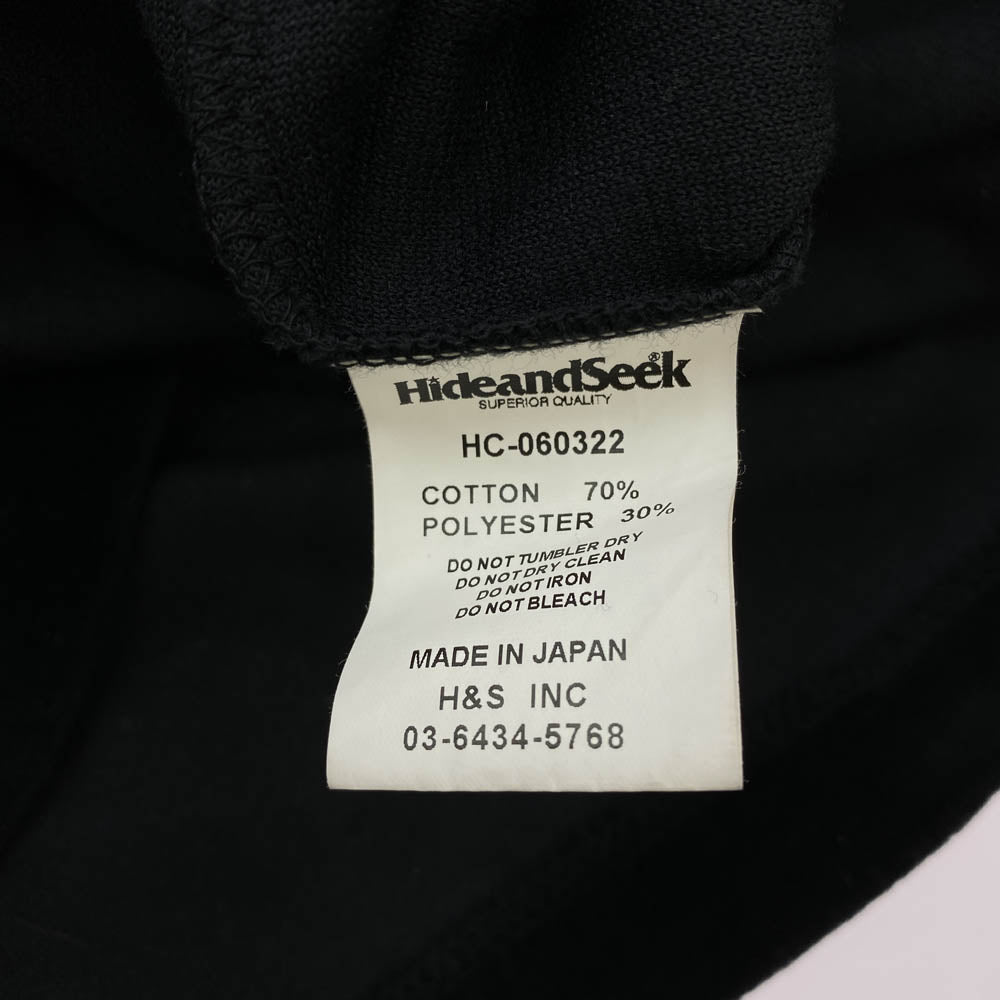 HideandSeek®
SUPERIOR QUALITY
HC-060322
COTTON 70%
POLYESTER 30%
DO NOT TUMBLER DRY
DO NOT DRY CLEAN
DO NOT IRON
DO NOT BLEACH
MADE IN JAPAN
H&S INC
03-6434-5768